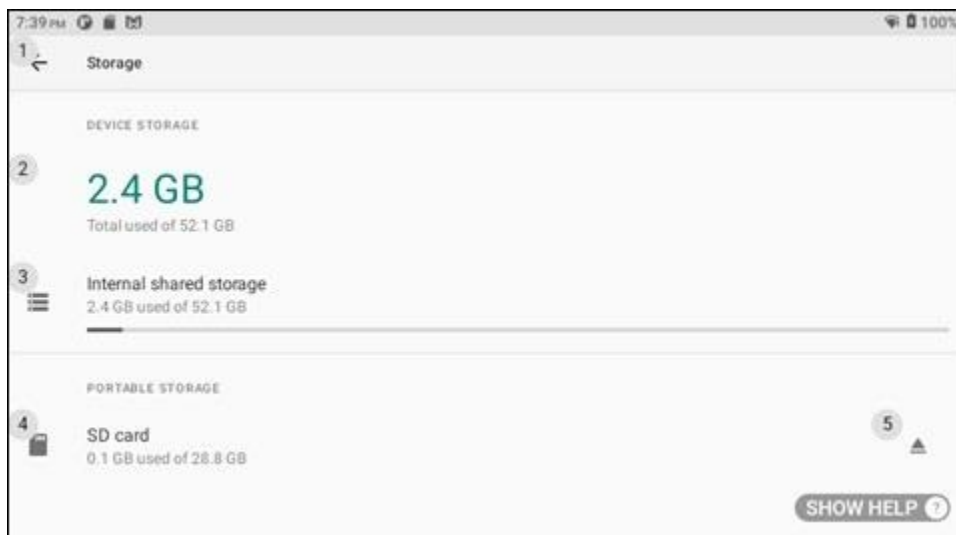 7:39 PM 100%
1
Storage
DEVICE STORAGE
2
2.4 GB
Total used of 52.1 GB
3
Internal shared storage
2.4 GB used of 52.1 GB
PORTABLE STORAGE
4
5
SD card
0.1 GB used of 28.8 GB
SHOW HELP ?